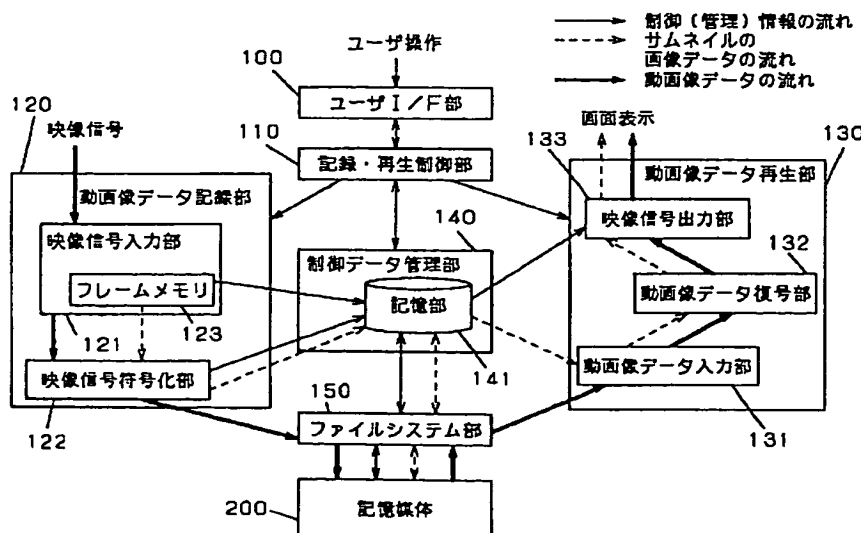 制御(管理)情報の流れ
サムネイルの
画像データの流れ
動画像データの流れ
ユーザ操作
100
ユーザI/F部
110
記録・再生制御部
120
映像信号
動画像データ記録部
映像信号入力部
フレームメモリ
121
123
映像信号符号化部
122
140
制御データ管理部
記憶部
141
150
ファイルシステム部
200
記憶媒体
画面表示
133
130
動画像データ再生部
映像信号出力部
132
動画像データ復号部
動画像データ入力部
131